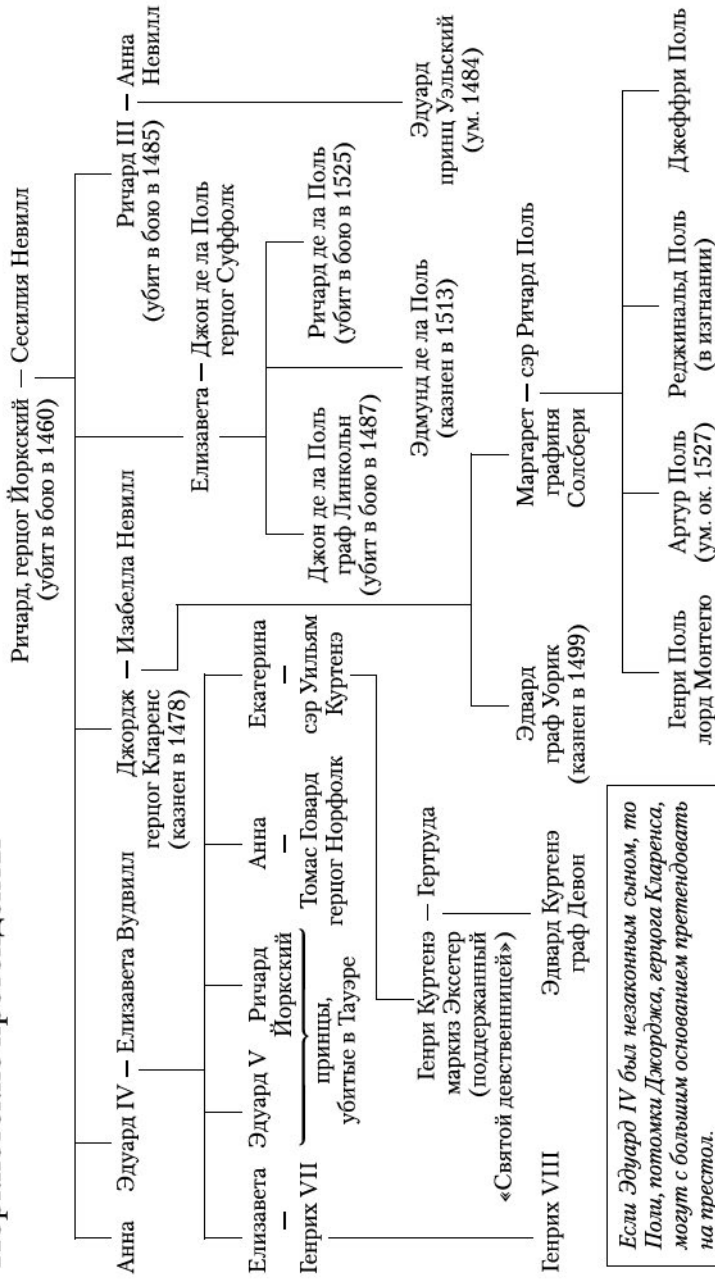 Ричард, герцог Йоркский — Сесилия Невилл
(убит в бою в 1460)
Анна
Эдуард IV — Елизавета Вудвилл
Джордж — Изабелла Невилл
герцог Кларенс
(казнен в 1478)
Елизавета — Джон де ла Поль
герцог Суффолк
Ричард III — Анна
Невилл
(убит в бою в 1485)
Елизавета
—
Генрих VII
Эдуард V
Ричард
Йоркский
принцы,
убитые в Тауэре
Анна
—
Томас Говард
герцог Норфолк
Екатерина
—
сэр Уильям
Куртенэ
Джон де ла Поль
граф Линкольн
(убит в бою в 1487)
Эдмунд де ла Поль
(казнен в 1513)
Ричард де ла Поль
(убит в бою в 1525)
Эдуард
принц Уэльский
(ум. 1484)
Генрих VIII
Генри Куртенэ — Гертруда
маркиз Эксетер
(поддержанный
«Святой девственницей»)
Эдвард Куртенэ
граф Девон
Эдвард
граф Уорик
(казнен в 1499)
Маргарет — сэр Ричард Поль
графиня
Солсбери
Генри Поль
лорд Монтегю
Артур Поль
(ум. ок. 1527)
Реджинальд Поль
(в изгнании)
Джеффри Поль
Если Эдуард IV был незаконным сыном, то
Поли, потомки Джорджа, герцога Кларенса,
могут с большим основанием претендовать
на престол.